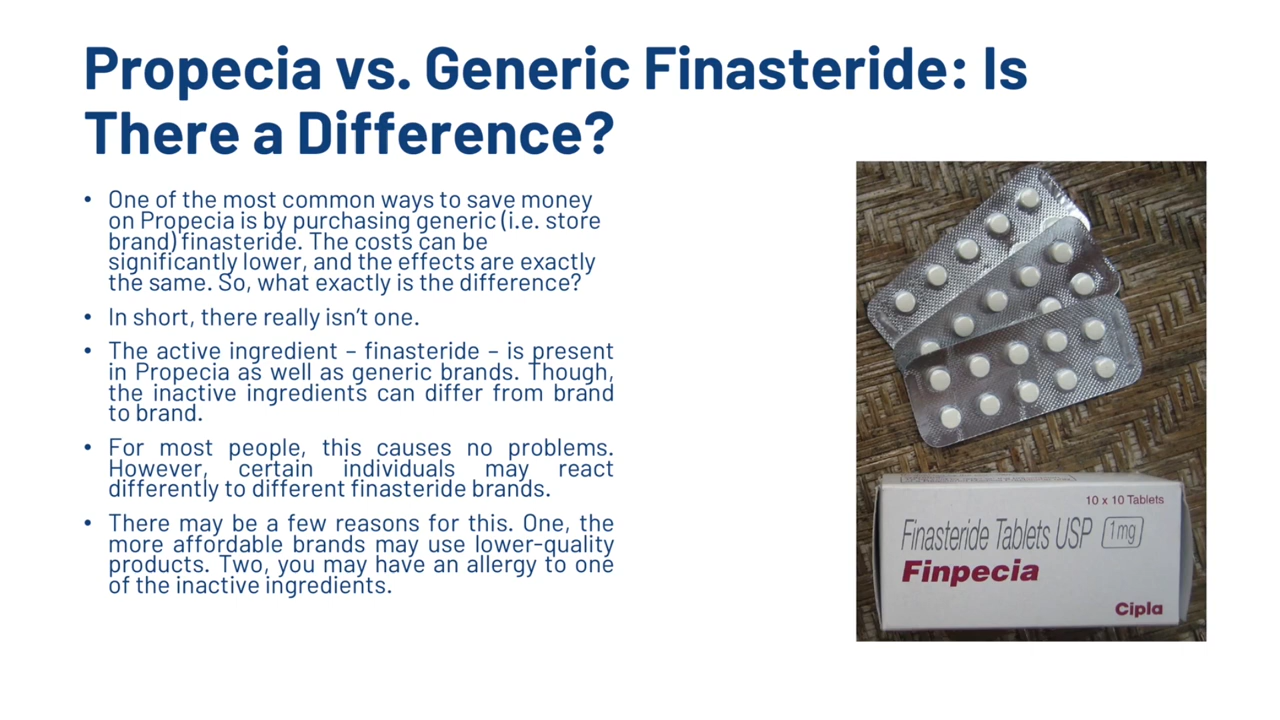 Propecia vs. Generic Finasteride: Is
There a Difference?
• One of the most common ways to save money
on Propecia is by purchasing generic (i.e. store
brand) finasteride. The costs can be
significantly lower, and the effects are exactly
the same. So, what exactly is the difference?
• In short, there really isn’t one.
• The active ingredient – finasteride – is present
in Propecia as well as generic brands. Though,
the inactive ingredients can differ from brand
to brand.
• For most people, this causes no problems.
However, certain individuals may react
differently to different finasteride brands.
• There may be a few reasons for this. One, the
more affordable brands may use lower-quality
products. Two, you may have an allergy to one
of the inactive ingredients.
10 x 10 Tablets
Finasteride Tablets USP 1mg
Finpecia
Cipla